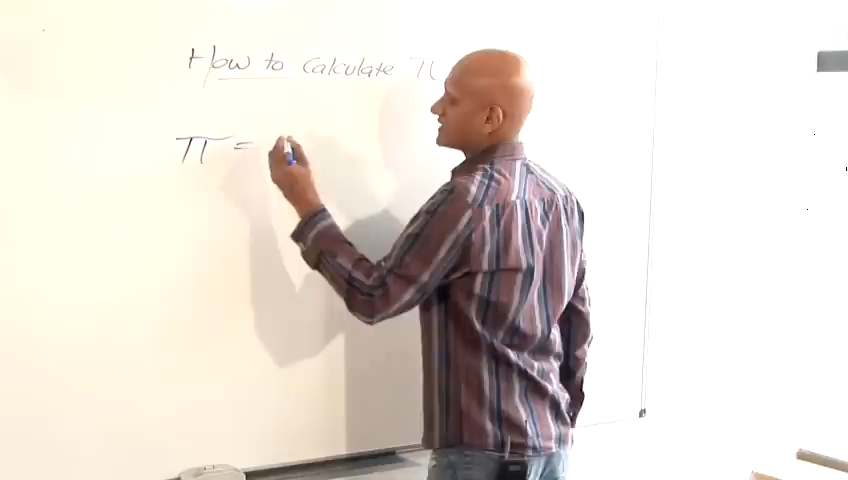 How to calculate π
π =